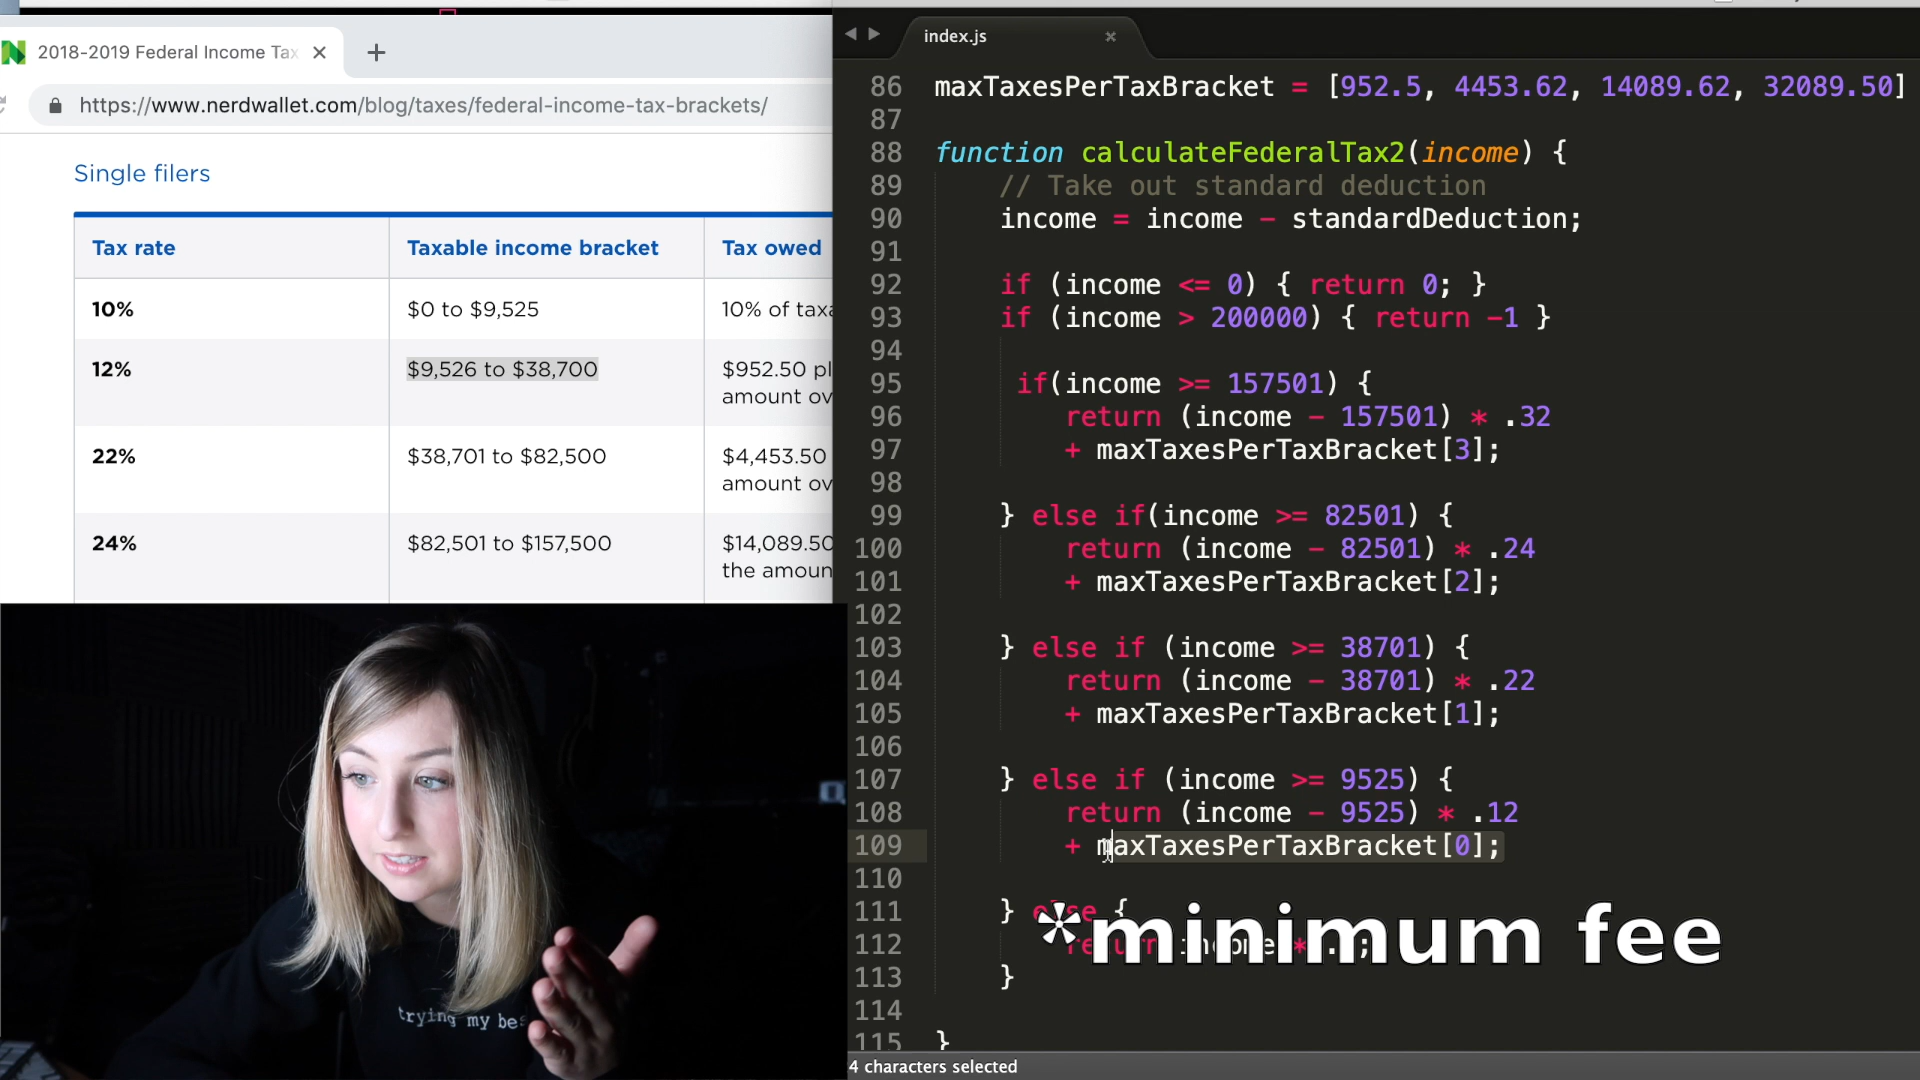 2018-2019 Federal Income Tax
https://www.nerdwallet.com/blog/taxes/federal-income-tax-brackets/
Single filers
Tax rate Taxable income bracket Tax owed
10% $0 to $9,525 10% of
12% $9,526 to $38,700 $952.50
amount
22% $38,701 to $82,500 $4,453.50
amount
24% $82,501 to $157,500 $14,089.50
the
trying my
index.js
86 maxTaxesPerTaxBracket = [952.5, 4453.62, 14089.62, 32089.50]
87
88 function calculateFederalTax2(income) {
89 // Take out standard deduction
90 income = income - standardDeduction;
91
92 if (income <= 0) { return 0; }
93 if (income > 200000) { return -1 }
94
95 if(income >= 157501) {
96 return (income - 157501) * .32
97 + maxTaxesPerTaxBracket[3];
98
99 } else if(income >= 82501) {
100 return (income - 82501) * .24
101 + maxTaxesPerTaxBracket[2];
102
103 } else if (income >= 38701) {
104 return (income - 38701) * .22
105 + maxTaxesPerTaxBracket[1];
106
107 } else if (income >= 9525) {
108 return (income - 9525) * .12
109 + maxTaxesPerTaxBracket[0];
110
111 } else {
*minimum fee
112 return income *
113 }
114
115 }
4 characters selected